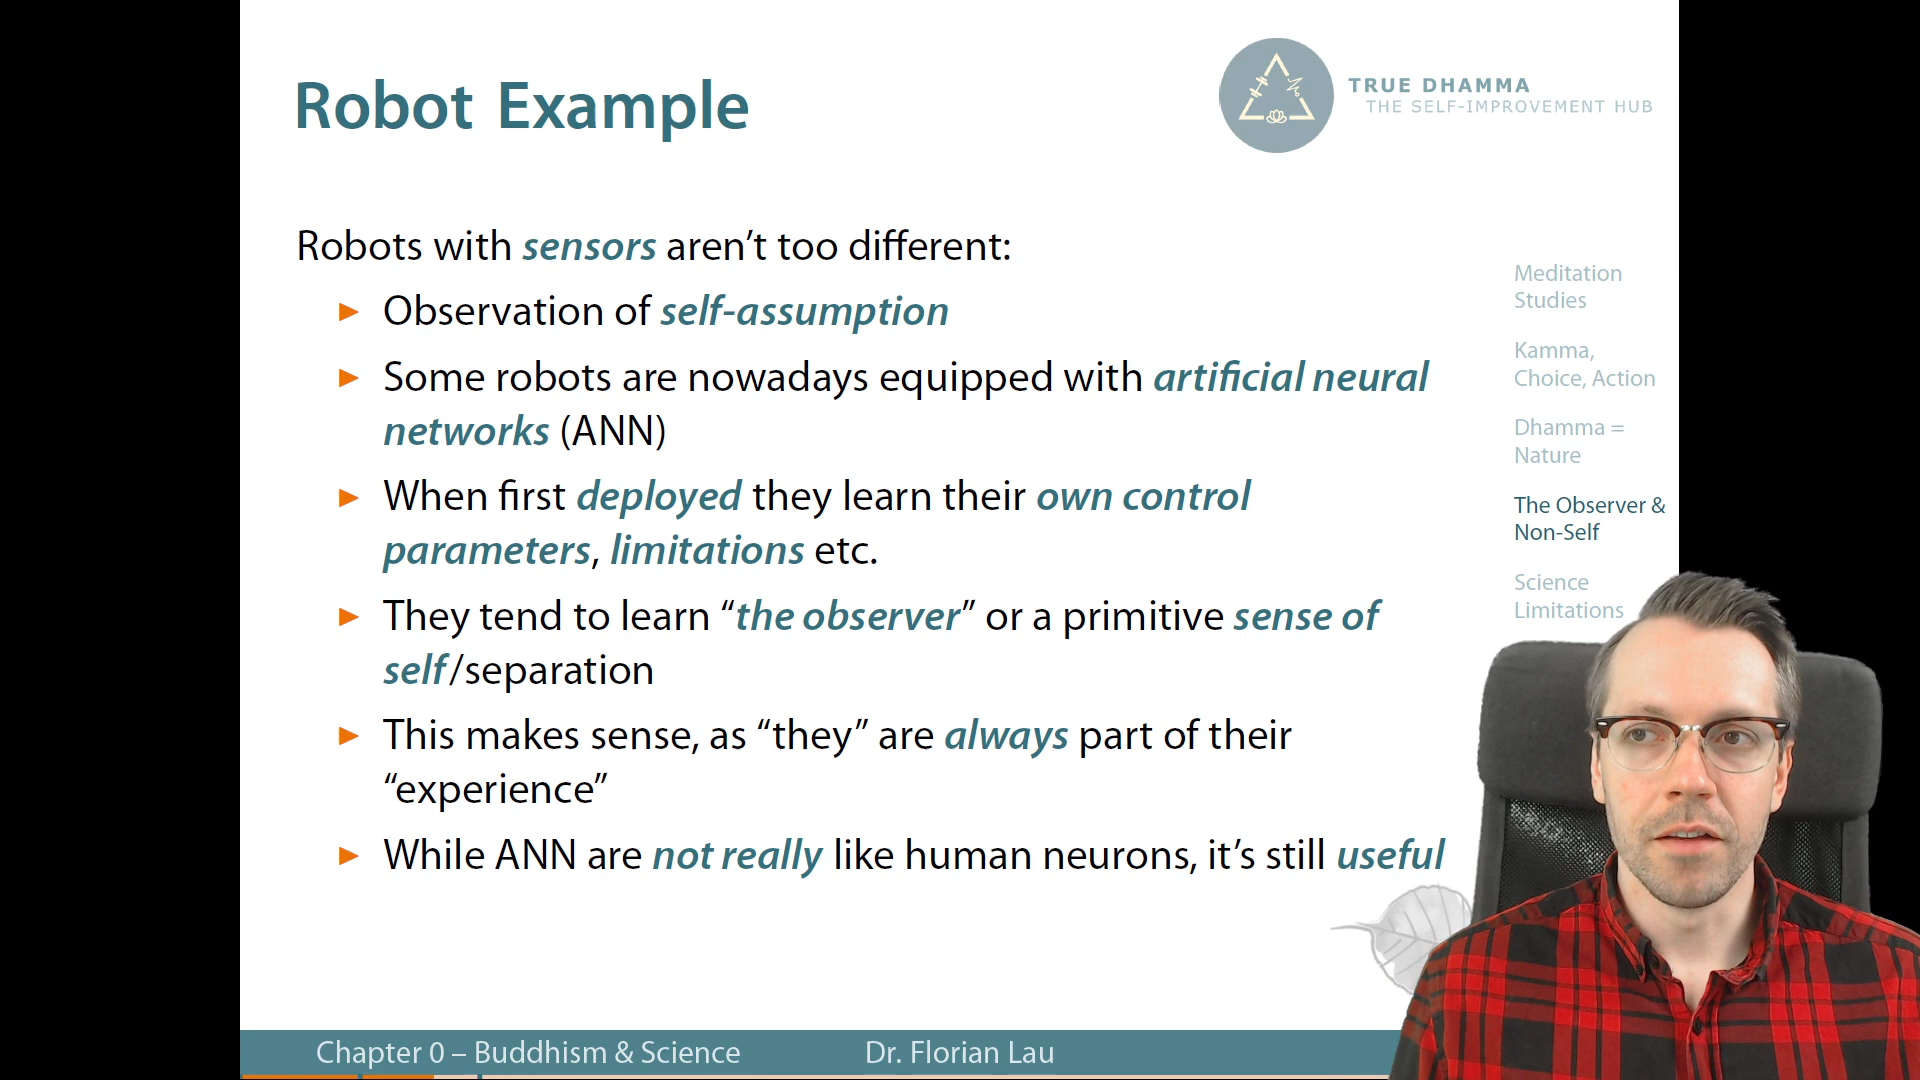 Robot Example
TRUE DHAMMA
THE SELF-IMPROVEMENT HUB
Robots with sensors aren’t too different:
Observation of self-assumption
Some robots are nowadays equipped with artificial neural
networks (ANN)
When first deployed they learn their own control
parameters, limitations etc.
They tend to learn “the observer” or a primitive sense of
self/separation
This makes sense, as “they” are always part of their
“experience”
While ANN are not really like human neurons, it’s still useful
Meditation
Studies
Kamma,
Choice, Action
Dhamma =
Nature
The Observer &
Non-Self
Science
Limitations
Chapter 0 – Buddhism & Science
Dr. Florian Lau